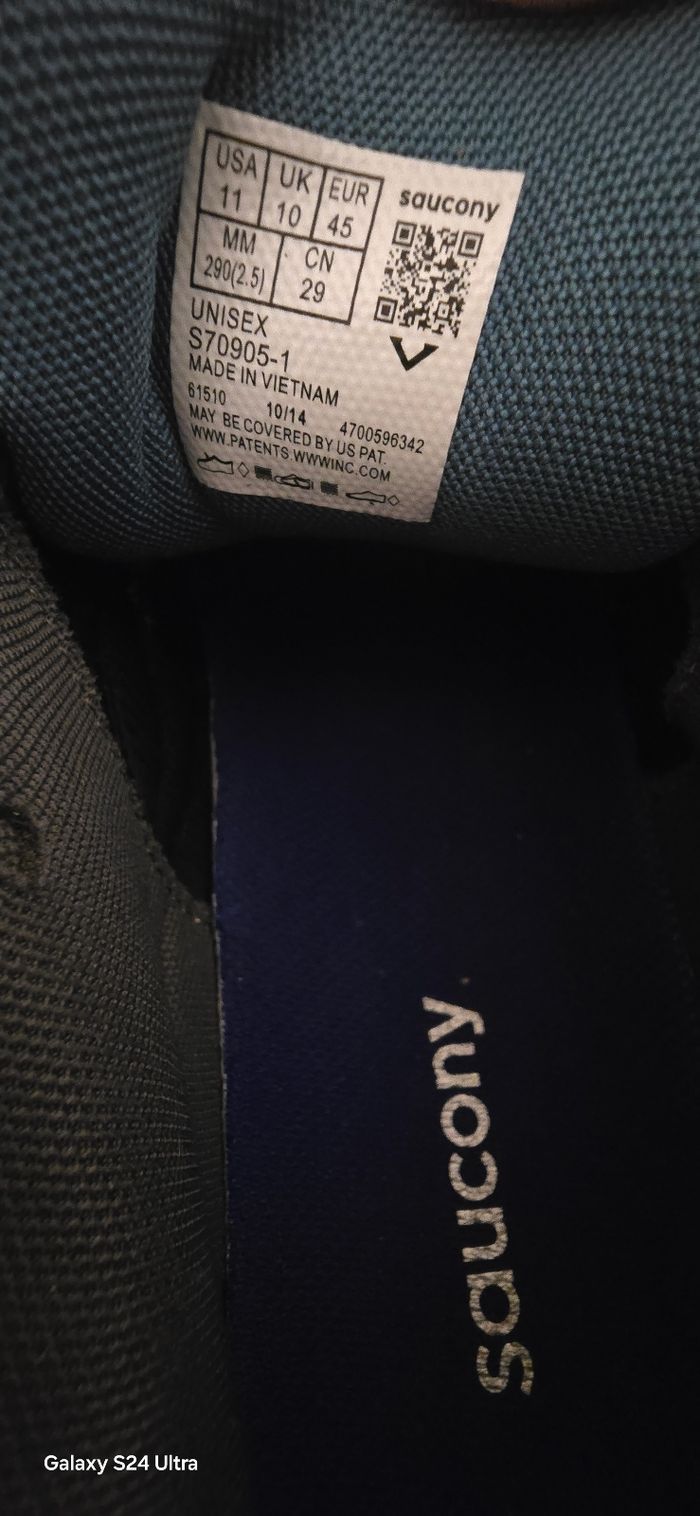 USA UK EUR
11 10 45
MM CN
290(2.5) 29
saucony
UNISEX
S70905-1
MADE IN VIETNAM
61510 10/14 4700596342
MAY BE COVERED BY US PAT.
WWW.PATENTS.WWWINC.COM
saucony
Galaxy S24 Ultra